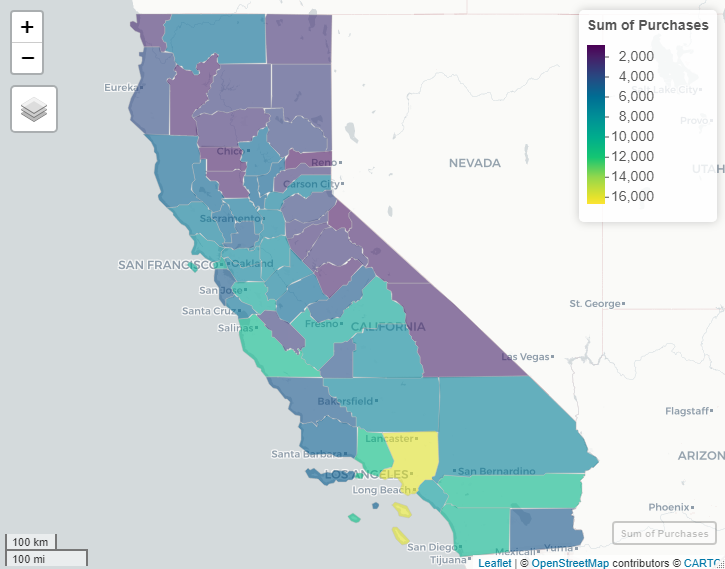 +
−
Sum of Purchases
2,000
4,000
6,000
8,000
10,000
12,000
14,000
16,000
Salt Lake City
Provo
UTAH
NEVADA
Eureka
Chico
Reno
Carson City
Sacramento
SAN FRANCISCO
Oakland
San Jose
Santa Cruz
Salinas
Fresno
CALIFORNIA
St. George
Las Vegas
Bakersfield
Flagstaff
Lancaster
Santa Barbara
ARIZON
LOS ANGELES
San Bernardino
Long Beach
Phoenix
Sum of Purchases
100 km
100 mi
San Diego
Tijuana
Mexicali
Yuma
Leaflet | © OpenStreetMap contributors © CARTO